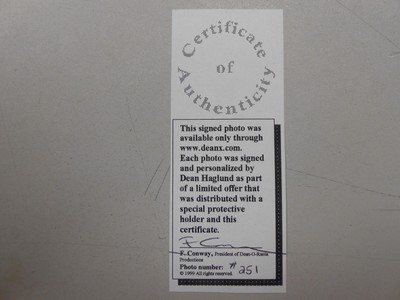 Certificate
of
Authenticity
This signed photo was
available only through
www.deanx.com.
Each photo was signed
and personalized by
Dean Haglund as part
of a limited offer that
was distributed with a
special protective
holder and this
certificate.
F. Conway, President of Dean-O-Rama
Productions
Photo number: # 251
© 1999 All rights reserved.